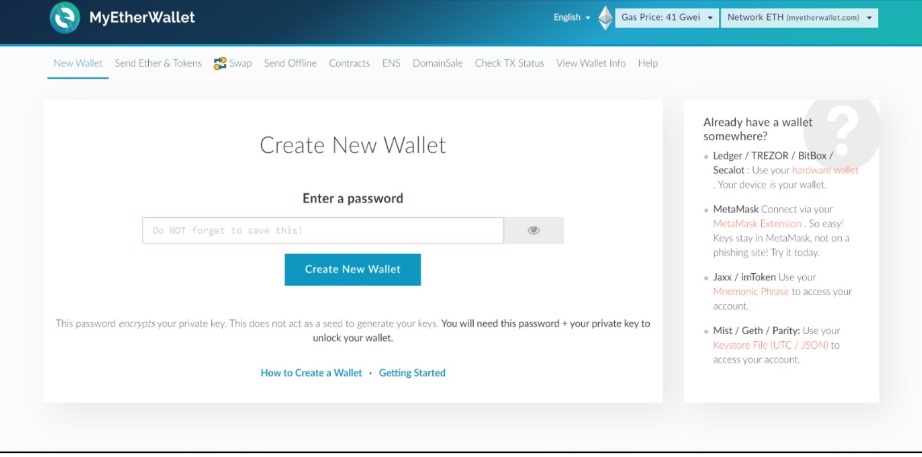 MyEtherWallet
English
Gas Price: 41 Gwei
Network ETH (myetherwallet.com)
New Wallet
Send Ether & Tokens
Swap
Send Offline
Contracts
ENS
DomainSale
Check TX Status
View Wallet Info
Help
Create New Wallet
Enter a password
Do NOT forget to save this!
Create New Wallet
This password encrypts your private key. This does not act as a seed to generate your keys. You will need this password + your private key to
unlock your wallet.
How to Create a Wallet · Getting Started
?
Already have a wallet
somewhere?
Ledger / TREZOR / BitBox /
Secalot : Use your hardware wallet
. Your device is your wallet.
MetaMask Connect via your
MetaMask Extension . So easy!
Keys stay in MetaMask, not on a
phishing site! Try it today.
Jaxx / imToken Use your
Mnemonic Phrase to access your
account.
Mist / Geth / Parity: Use your
Keystore File (UTC / JSON) to
access your account.